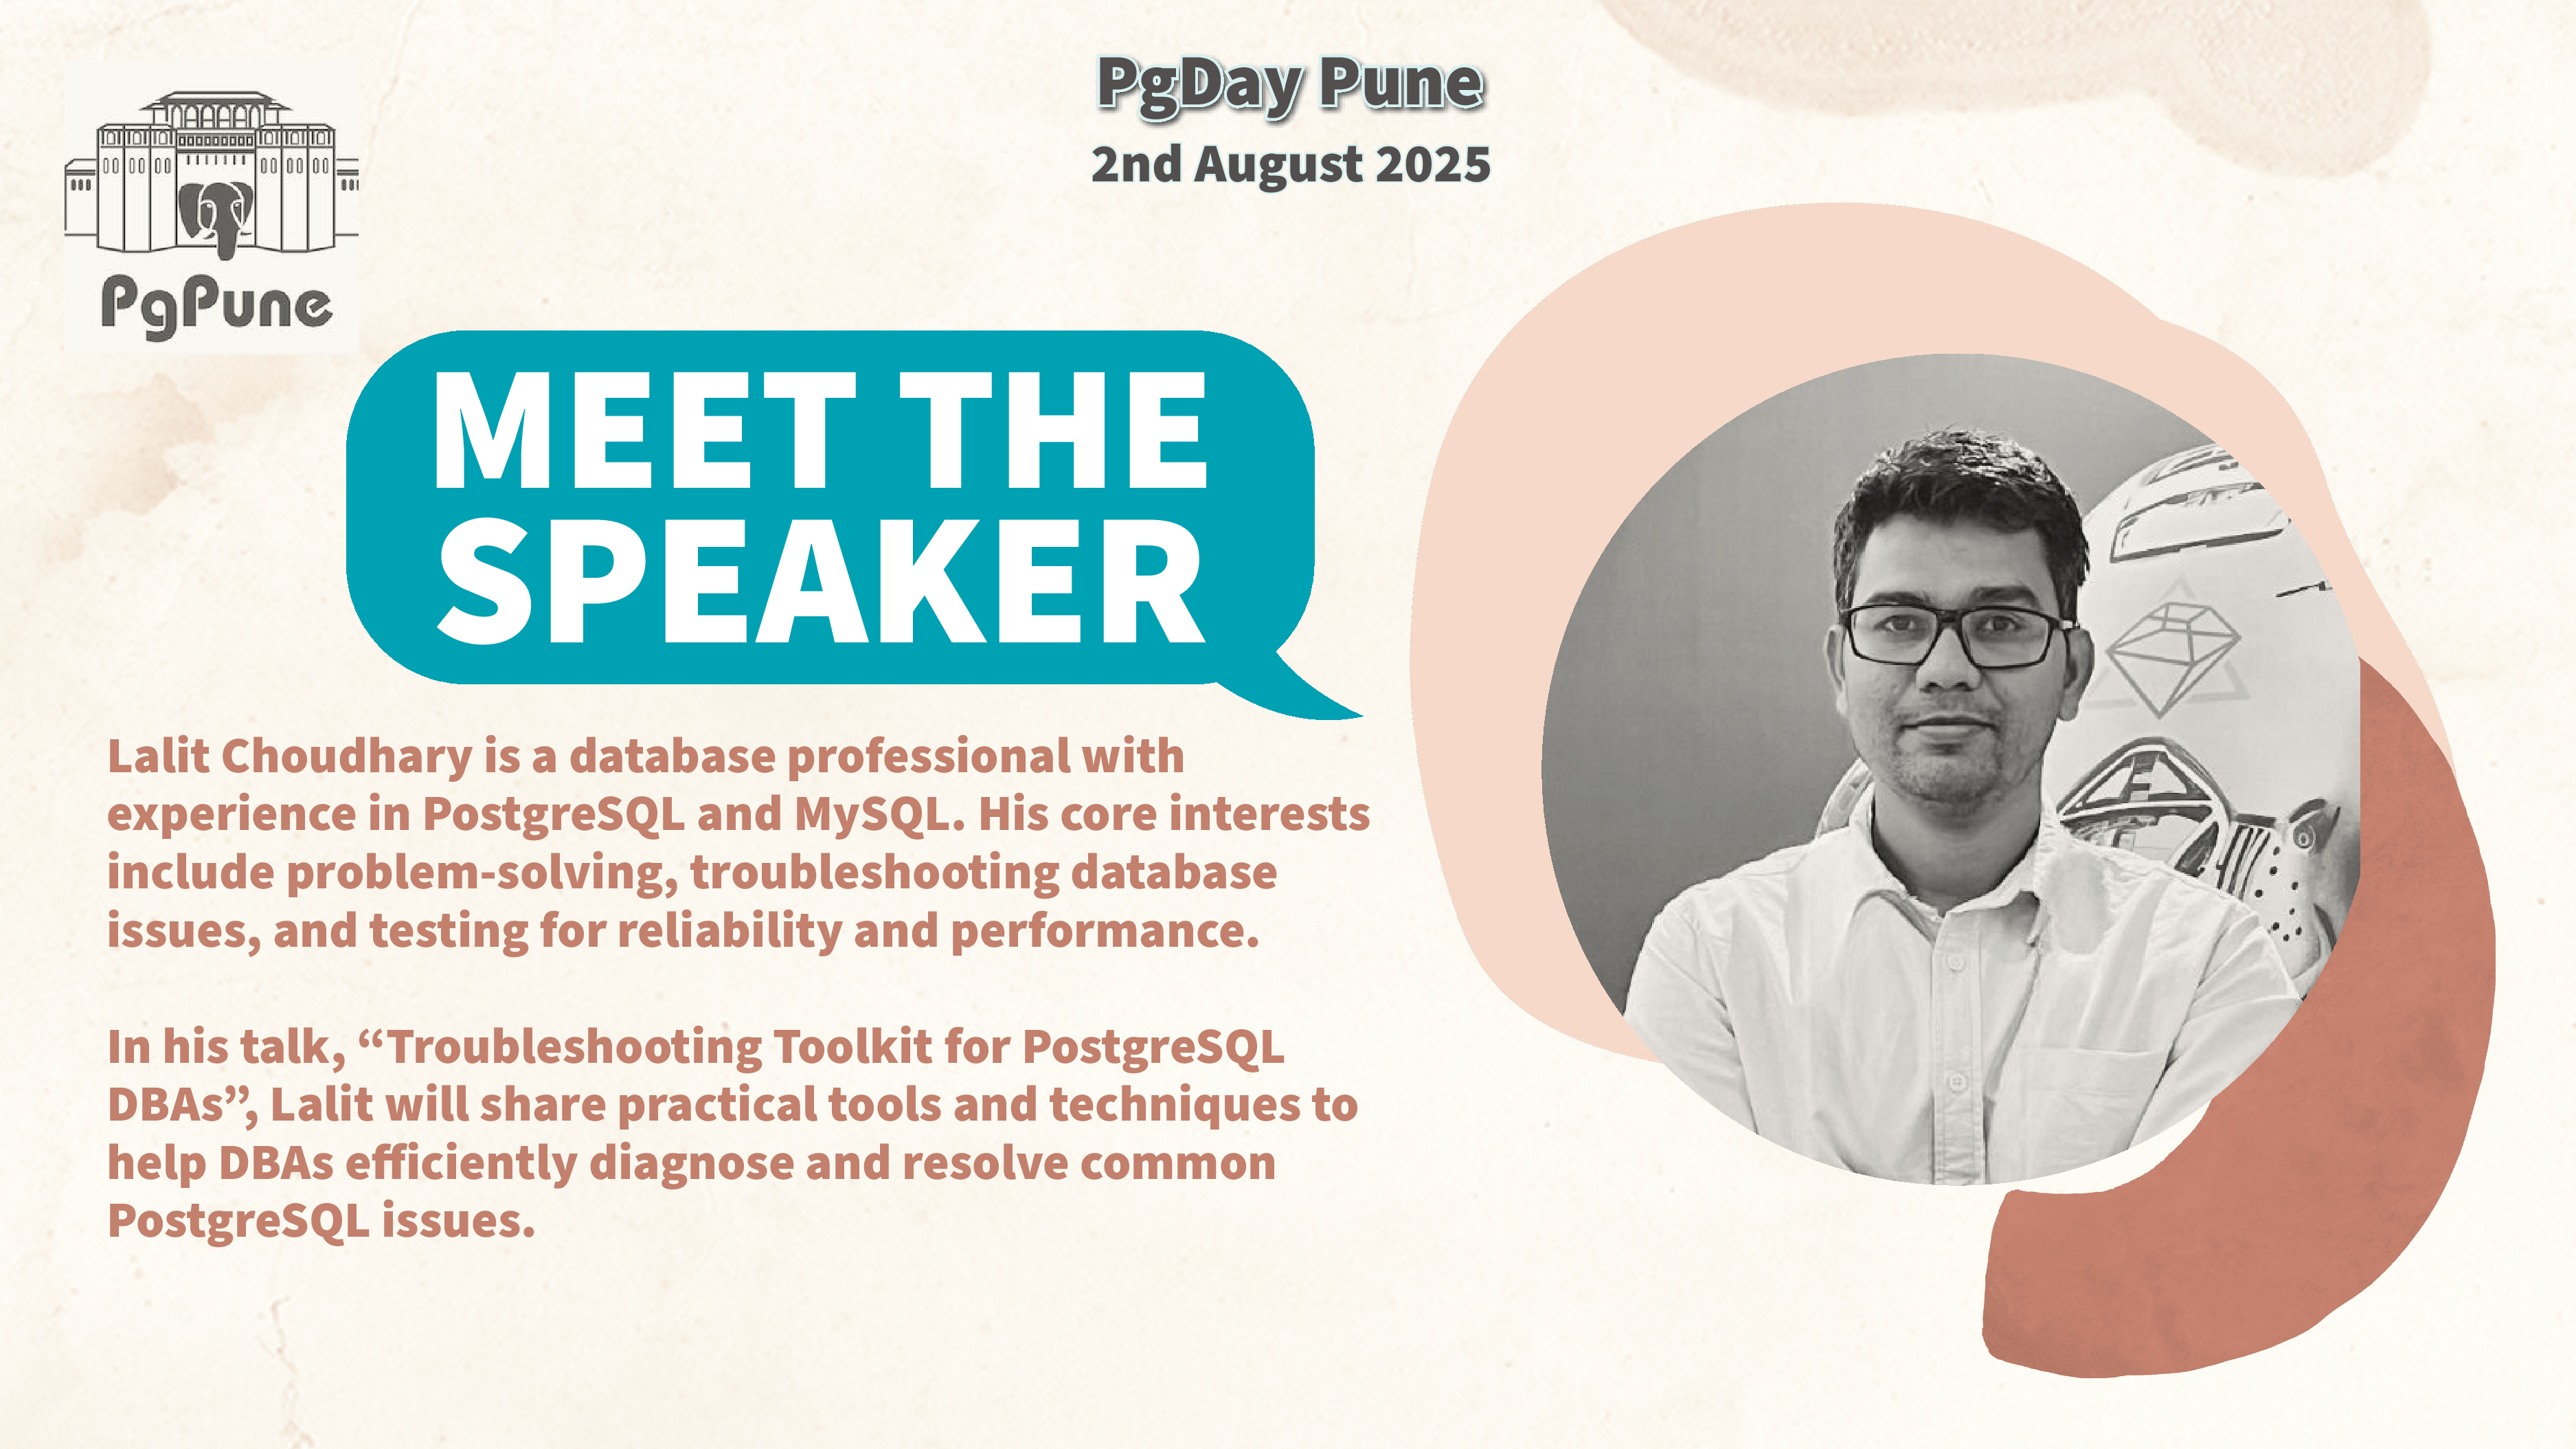 PgDay Pune
2nd August 2025
PgPune
MEET THE
SPEAKER
Lalit Choudhary is a database professional with
experience in PostgreSQL and MySQL. His core interests
include problem-solving, troubleshooting database
issues, and testing for reliability and performance.
In his talk, “Troubleshooting Toolkit for PostgreSQL
DBAs”, Lalit will share practical tools and techniques to
help DBAs efficiently diagnose and resolve common
PostgreSQL issues.